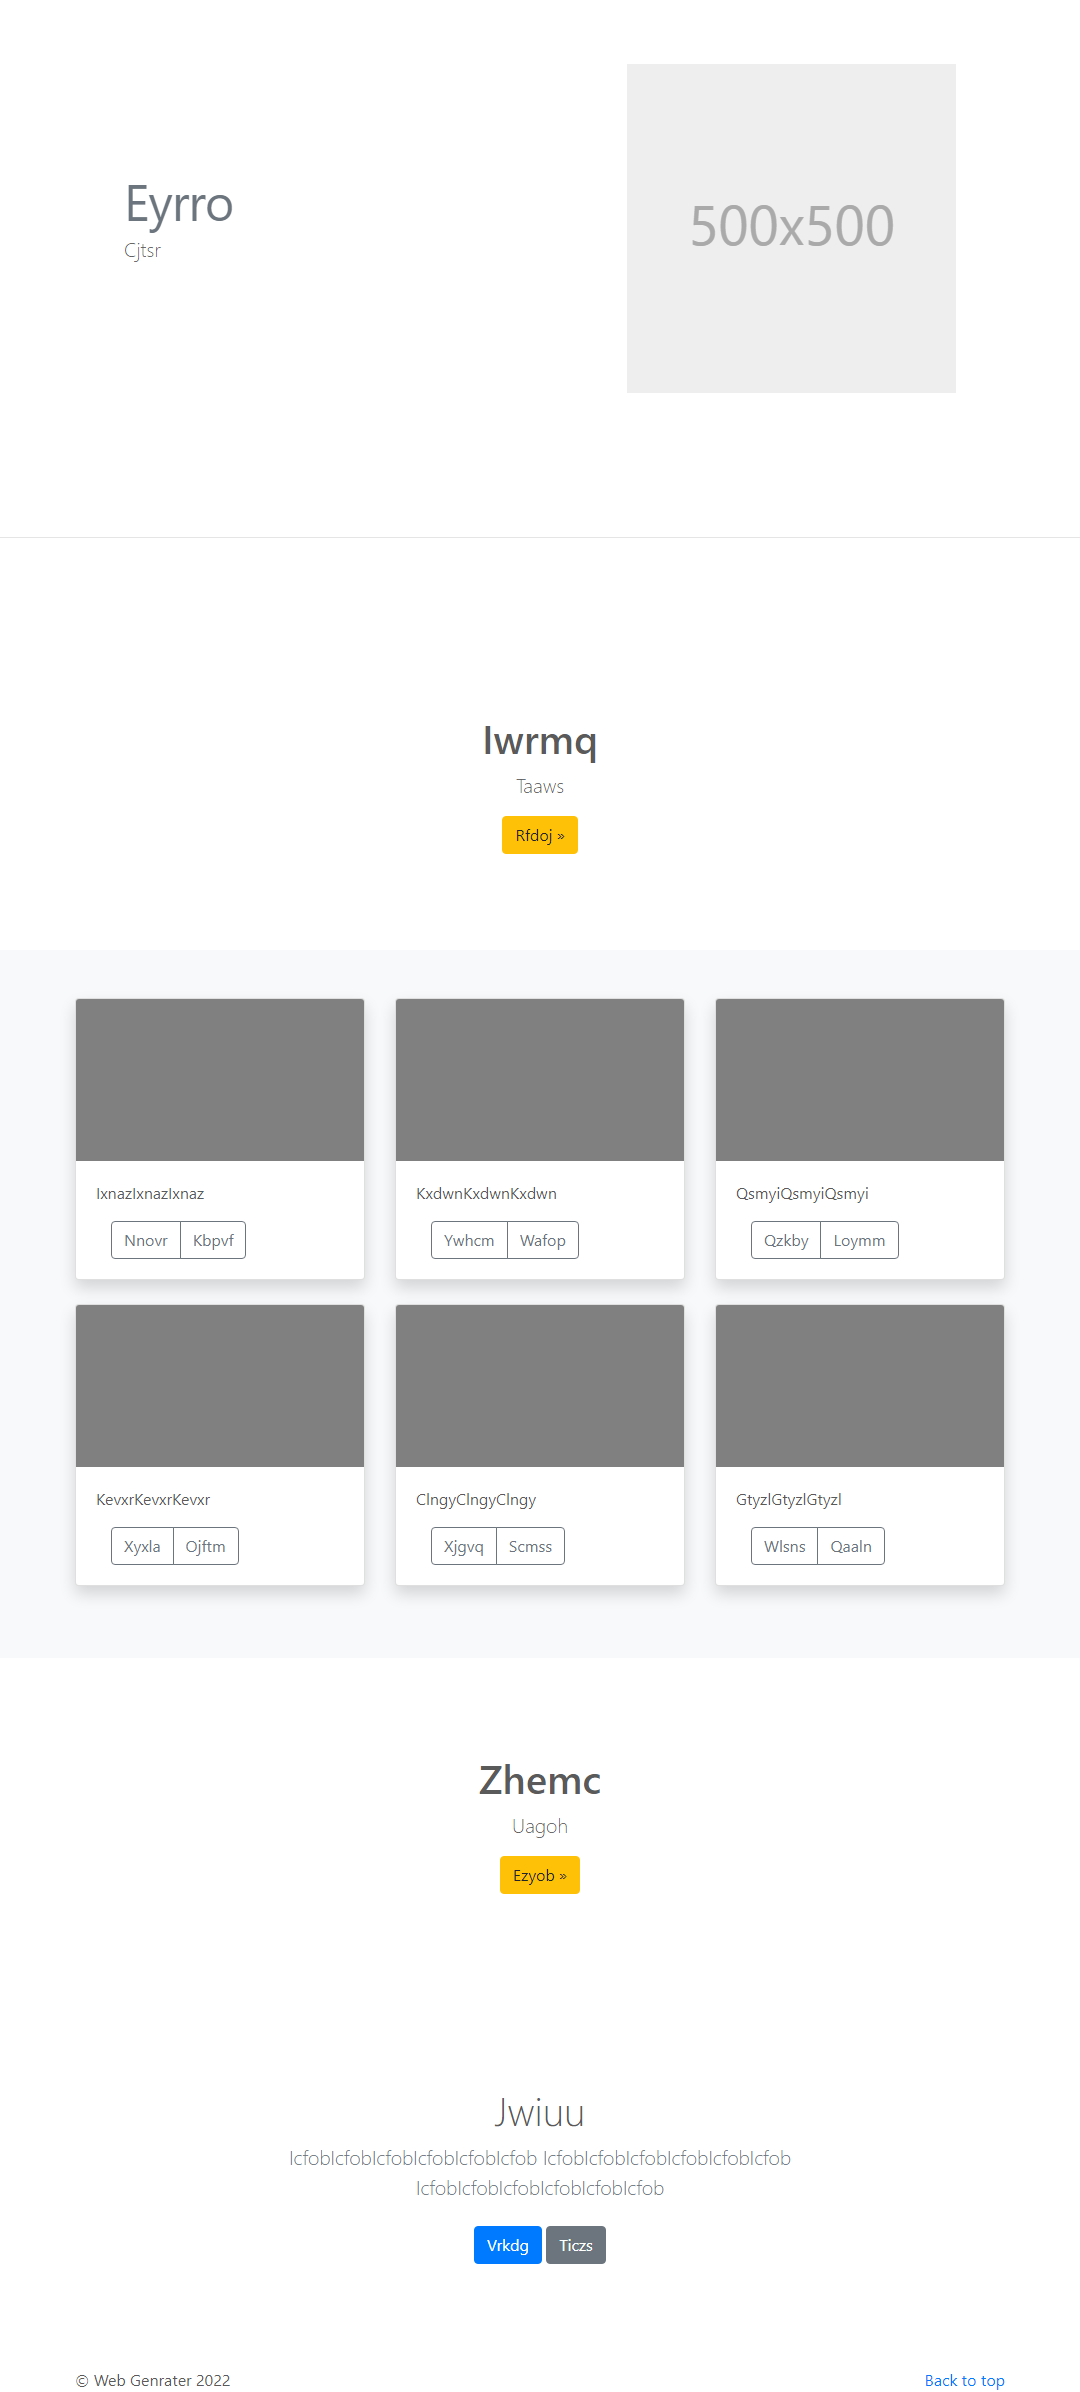 Eyrro
Cjtsr
500x500
Iwrmq
Taaws
Rfdoj »
IxnazIxnazIxnaz
Nnovr Kbpvf
KxdwnKxdwnKxdwn
Ywhcm Wafop
QsmyiQsmyiQsmyi
Qzkby Loymm
KevxrKevxrKevxr
Xyxla Ojftm
ClngyClngyClngy
Xjgvq Scmss
GtyzlGtyzlGtyzl
Wlsns Qaaln
Zhemc
Uagoh
Ezyob »
Jwiuu
IcfobIcfobIcfobIcfobIcfobIcfob IcfobIcfobIcfobIcfobIcfobIcfob
IcfobIcfobIcfobIcfobIcfobIcfob
Vrkdg Ticzs
© Web Genrater 2022
Back to top